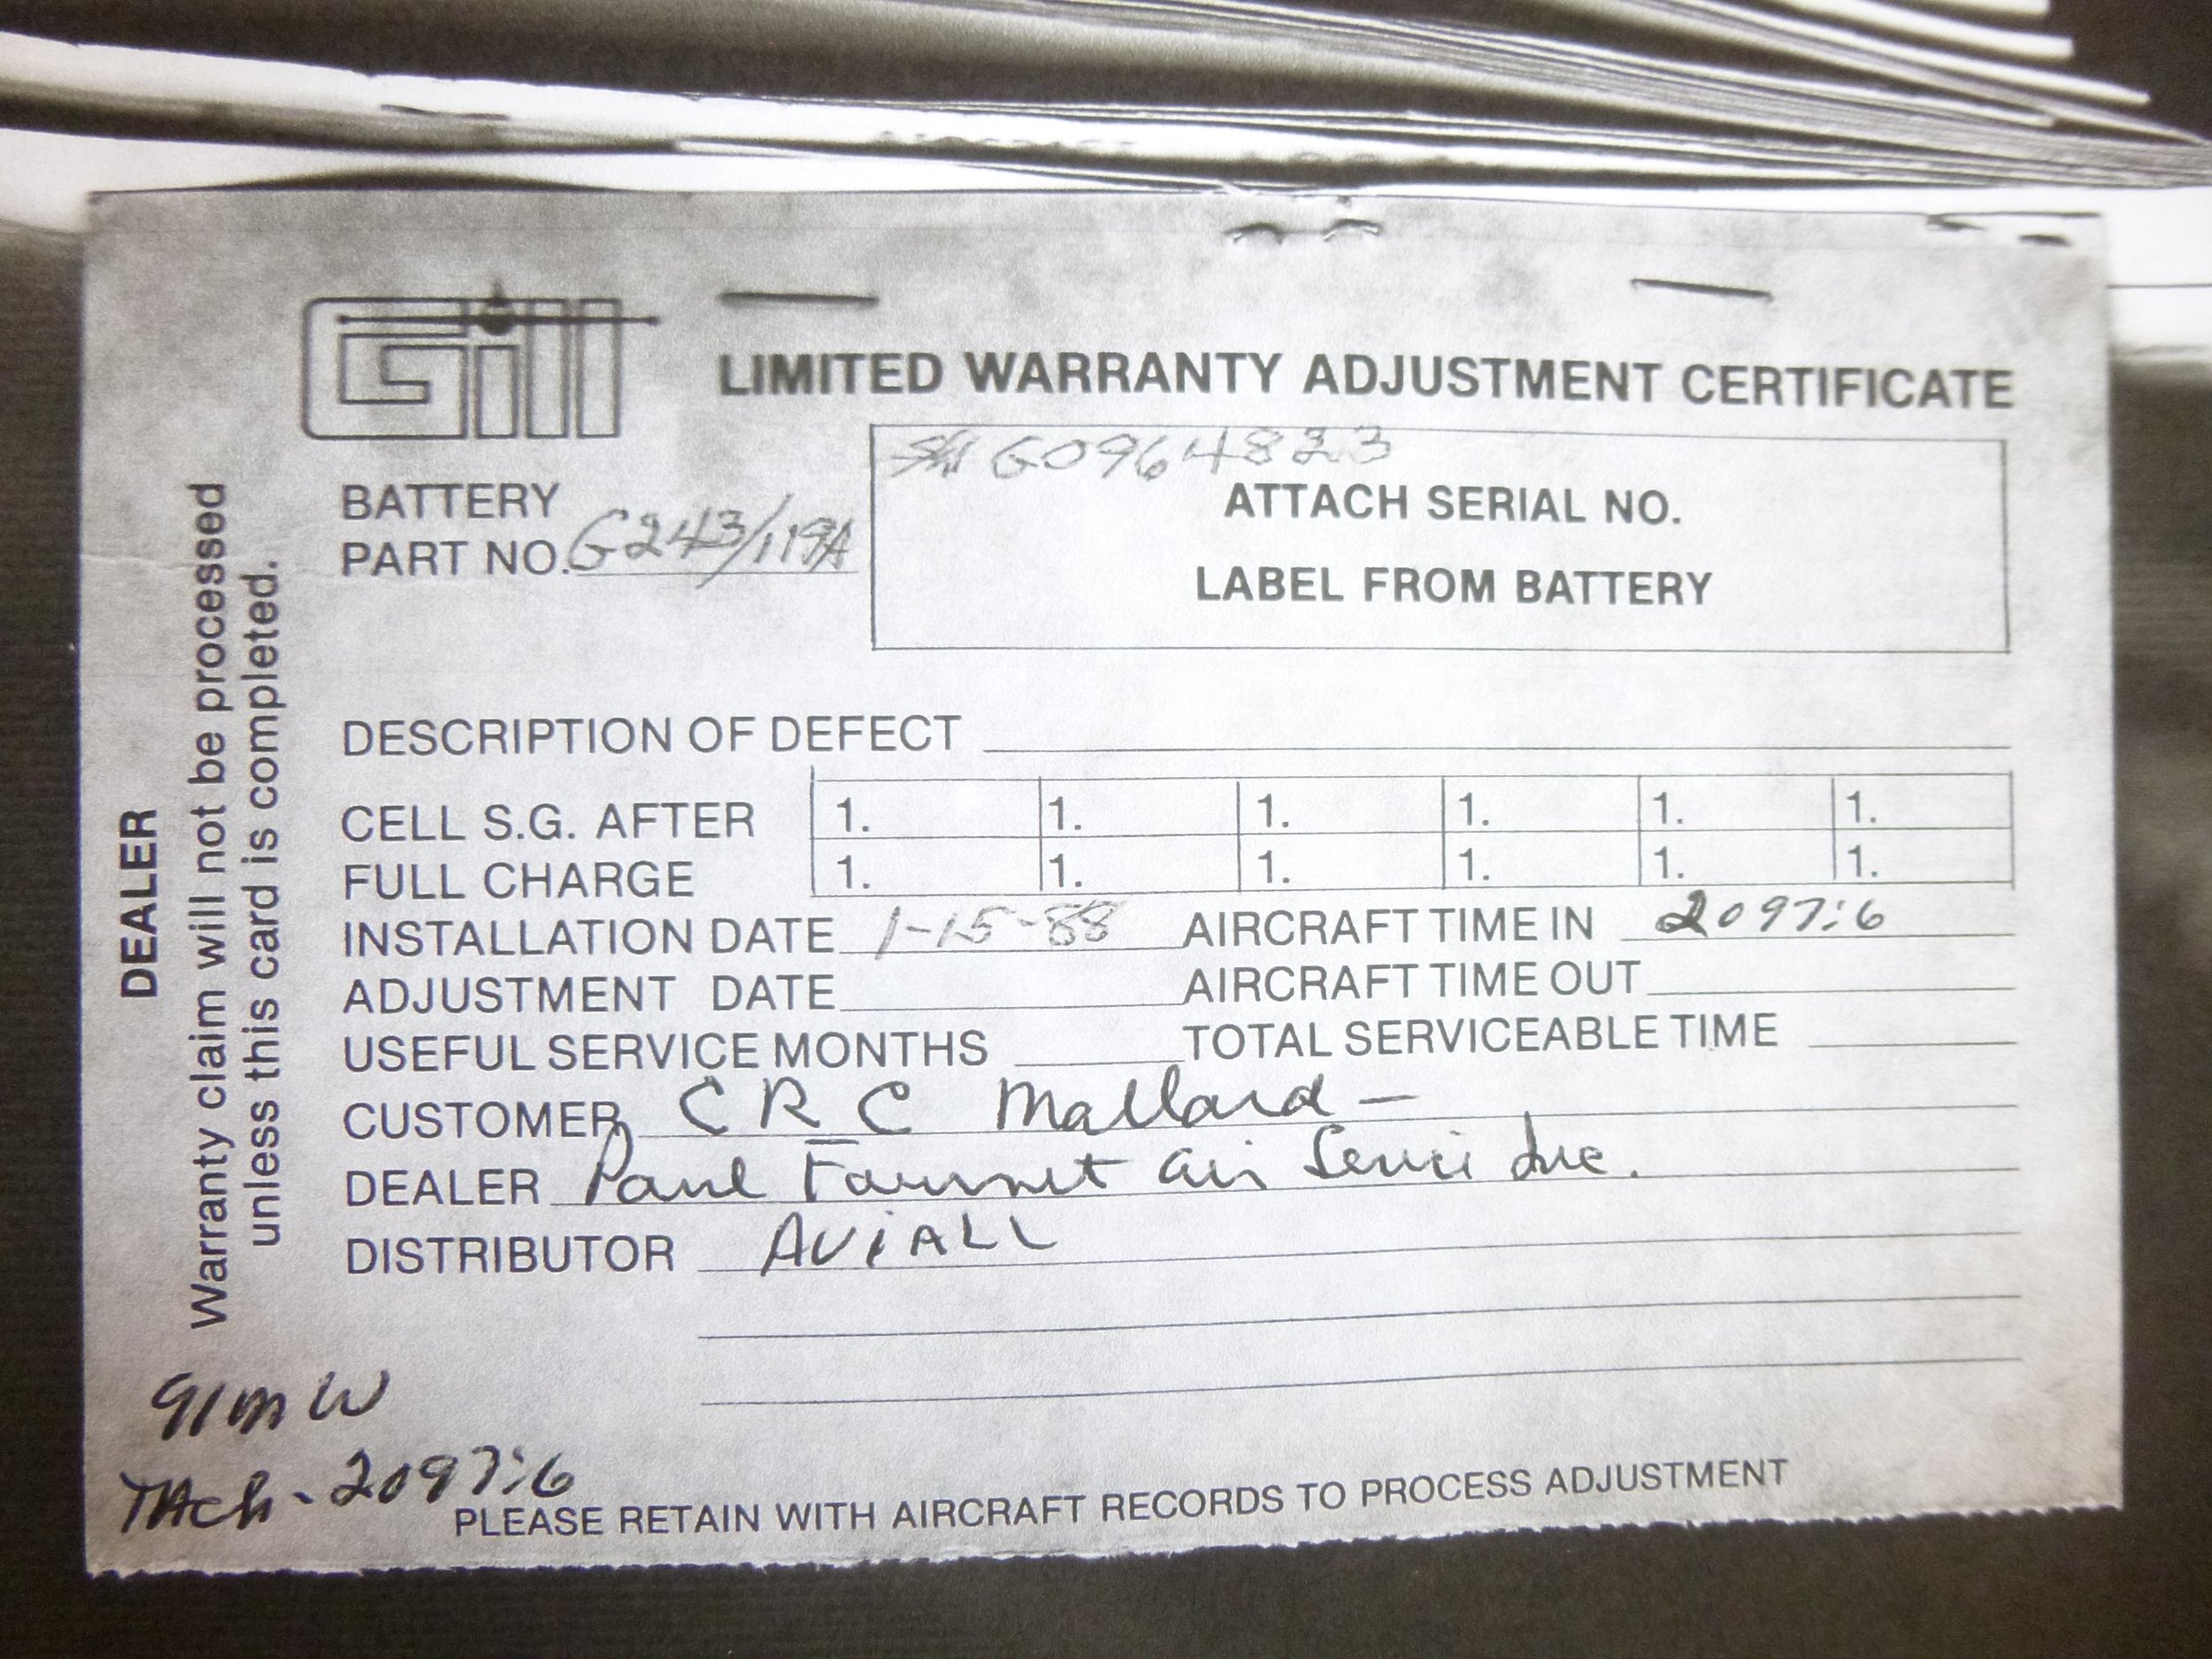 Gill
LIMITED WARRANTY ADJUSTMENT CERTIFICATE
S/N G0964823
ATTACH SERIAL NO.
LABEL FROM BATTERY
BATTERY
PART NO. G243/119A
DESCRIPTION OF DEFECT
CELL S.G. AFTER 1. 1. 1. 1. 1. 1.
FULL CHARGE 1. 1. 1. 1. 1. 1.
INSTALLATION DATE 1-15-88 AIRCRAFT TIME IN 2097:6
ADJUSTMENT DATE AIRCRAFT TIME OUT
USEFUL SERVICE MONTHS TOTAL SERVICEABLE TIME
CUSTOMER C R C Mallard —
DEALER Paul Air Inc.
DISTRIBUTOR AViALL
DEALER
Warranty claim will not be processed
unless this card is completed.
91mW
TAch - 2097:6
PLEASE RETAIN WITH AIRCRAFT RECORDS TO PROCESS ADJUSTMENT